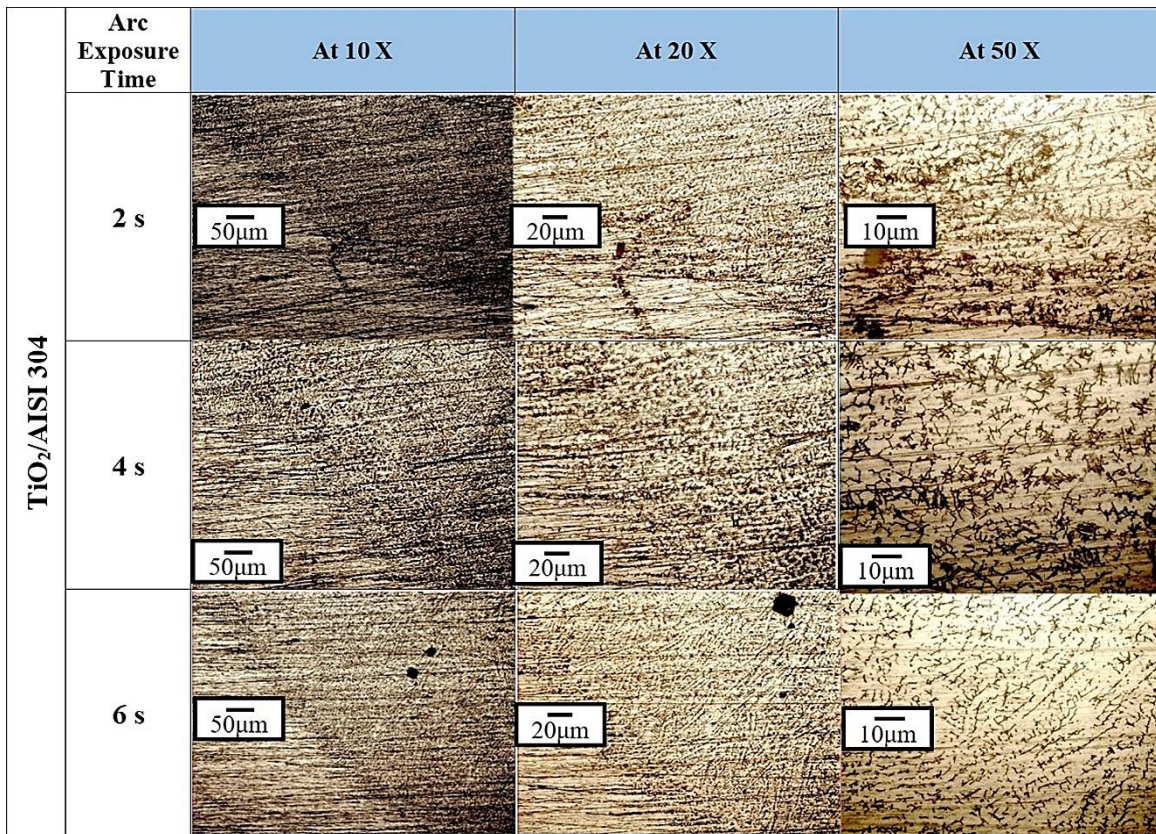 TiO₂/AISI 304
Arc
Exposure
Time
At 10 X
At 20 X
At 50 X
2 s
50µm
20µm
10µm
4 s
50µm
20µm
10µm
6 s
50µm
20µm
10µm